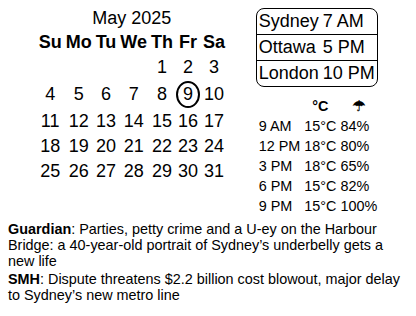 May 2025
Su Mo Tu We Th Fr Sa
1 2 3
4 5 6 7 8 9 10
11 12 13 14 15 16 17
18 19 20 21 22 23 24
25 26 27 28 29 30 31
Sydney 7 AM
Ottawa 5 PM
London 10 PM
°C ☂
9 AM 15°C 84%
12 PM 18°C 80%
3 PM 18°C 65%
6 PM 15°C 82%
9 PM 15°C 100%
Guardian: Parties, petty crime and a U-ey on the Harbour
Bridge: a 40-year-old portrait of Sydney’s underbelly gets a
new life
SMH: Dispute threatens $2.2 billion cost blowout, major delay
to Sydney’s new metro line